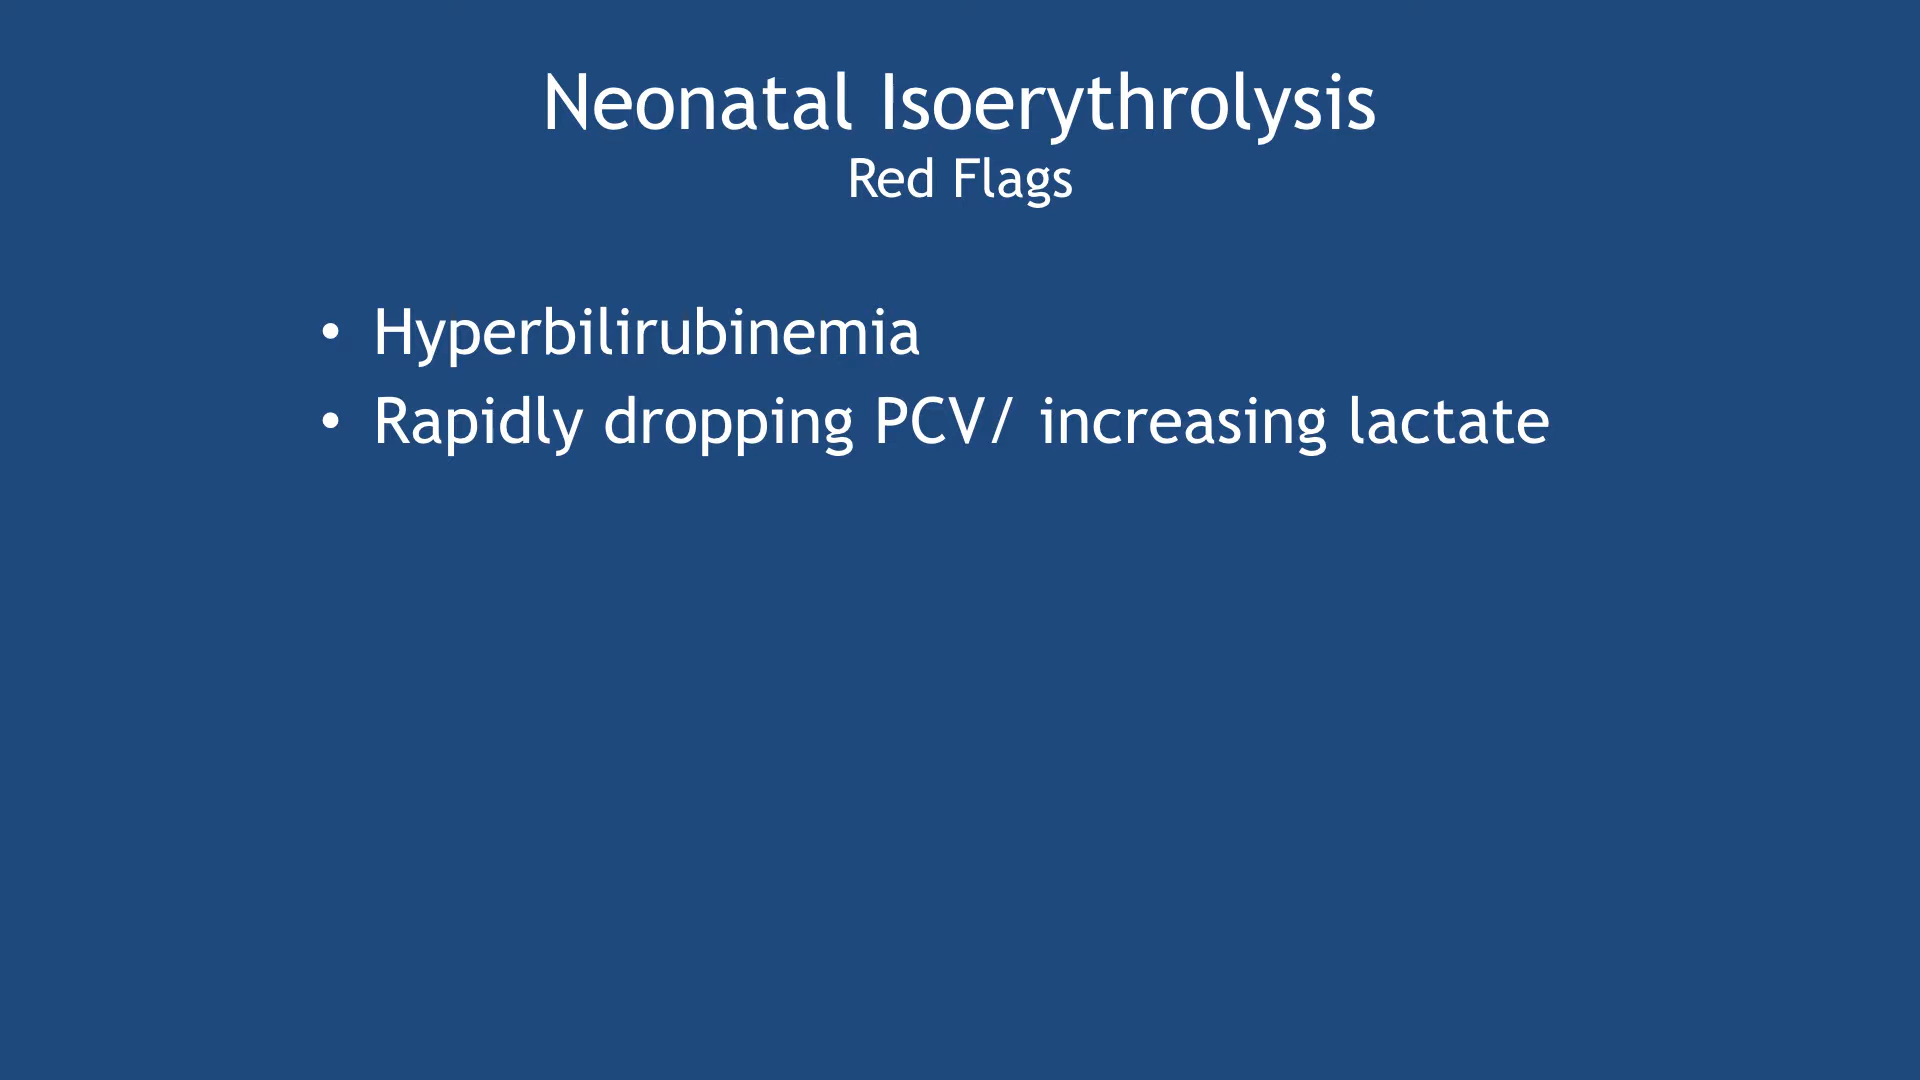 Neonatal Isoerythrolysis
Red Flags
• Hyperbilirubinemia
• Rapidly dropping PCV/ increasing lactate